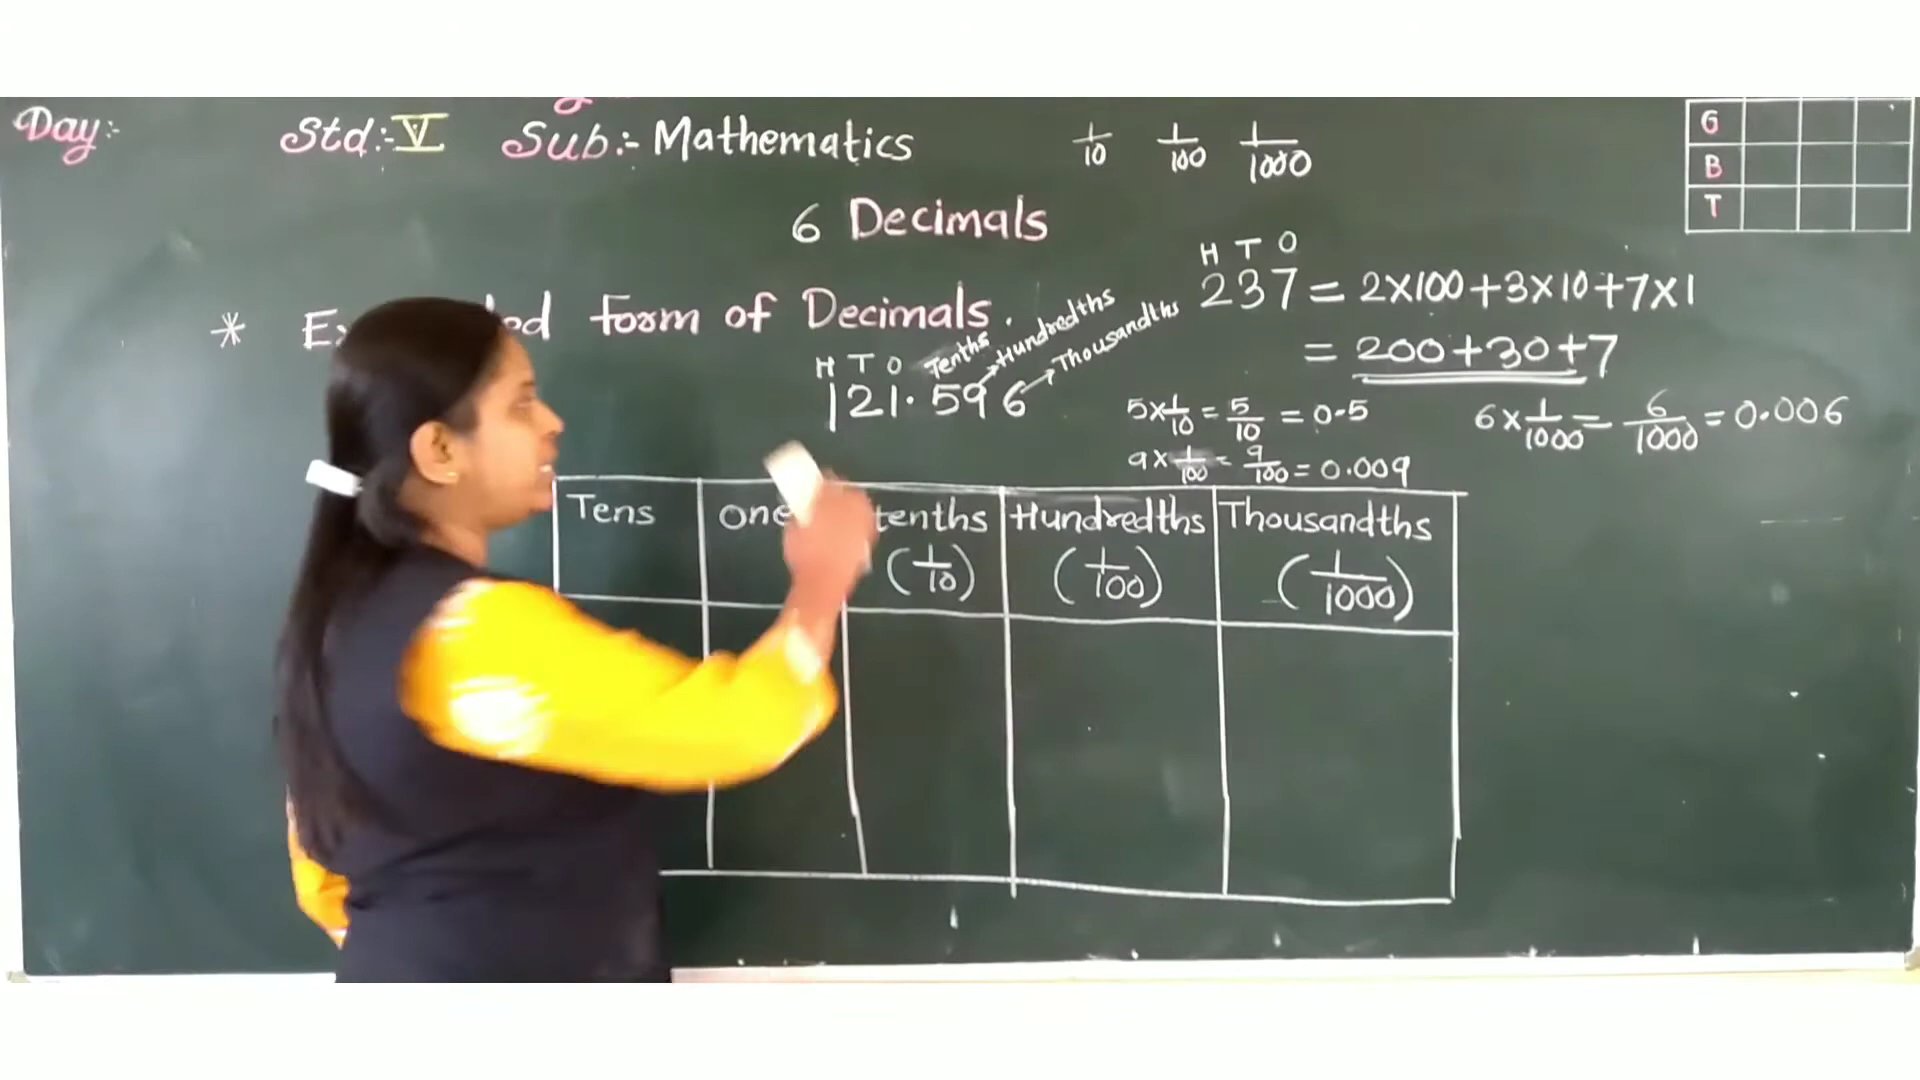 Day:-
Std:- V Sub:- Mathematics
1/10 1/100 1/1000
G
B
T
6 Decimals
* form of Decimals.
H T O
237 = 2×100+3×10+7×1
= 200+30+7
H T O Tenths Hundredths Thousandths
121.596
5×1/10 = 5/10 = 0.5
9×1/100 = 9/100 = 0.009
6×1/1000 = 6/1000 = 0.006
Tens One tenths Hundredths Thousandths
(1/10) (1/100) (1/1000)